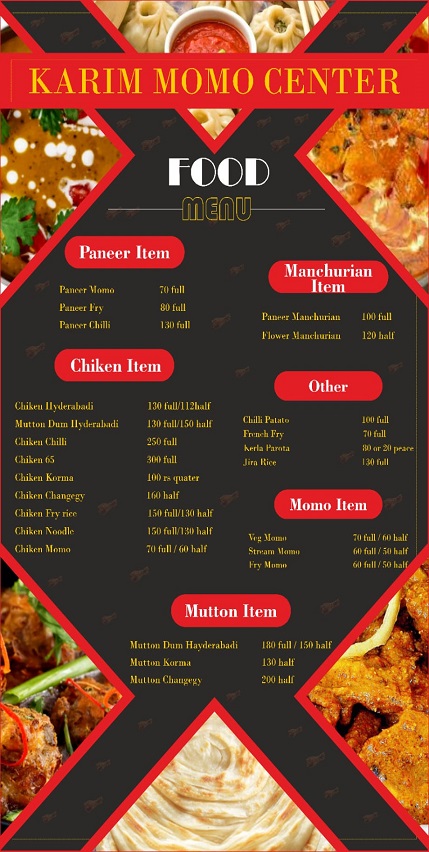 KARIM MOMO CENTER
FOOD
MENU
Paneer Item
Paneer Momo 70 full
Paneer Fry 80 full
Paneer Chilli 130 full
Manchurian
Item
Paneer Manchurian 100 full
Flower Manchurian 120 half
Chiken Item
Chiken Hyderabadi 130 full/112half
Mutton Dum Hyderabadi 130 full/150 half
Chiken Chilli 250 full
Chiken 65 300 full
Chiken Korma 100 rs quater
Chiken Changegy 160 half
Chiken Fry rice 150 full/130 half
Chiken Noodle 150 full/130 half
Chiken Momo 70 full / 60 half
Other
Chilli Patato 100 full
French Fry 70 full
Kerla Parota 80 or 20 peace
Jira Rice 130 full
Momo Item
Veg Momo 70 full / 60 half
Stream Momo 60 full / 50 half
Fry Momo 60 full / 50 half
Mutton Item
Mutton Dum Hayderabadi 180 full / 150 half
Mutton Korma 130 half
Mutton Changegy 200 half